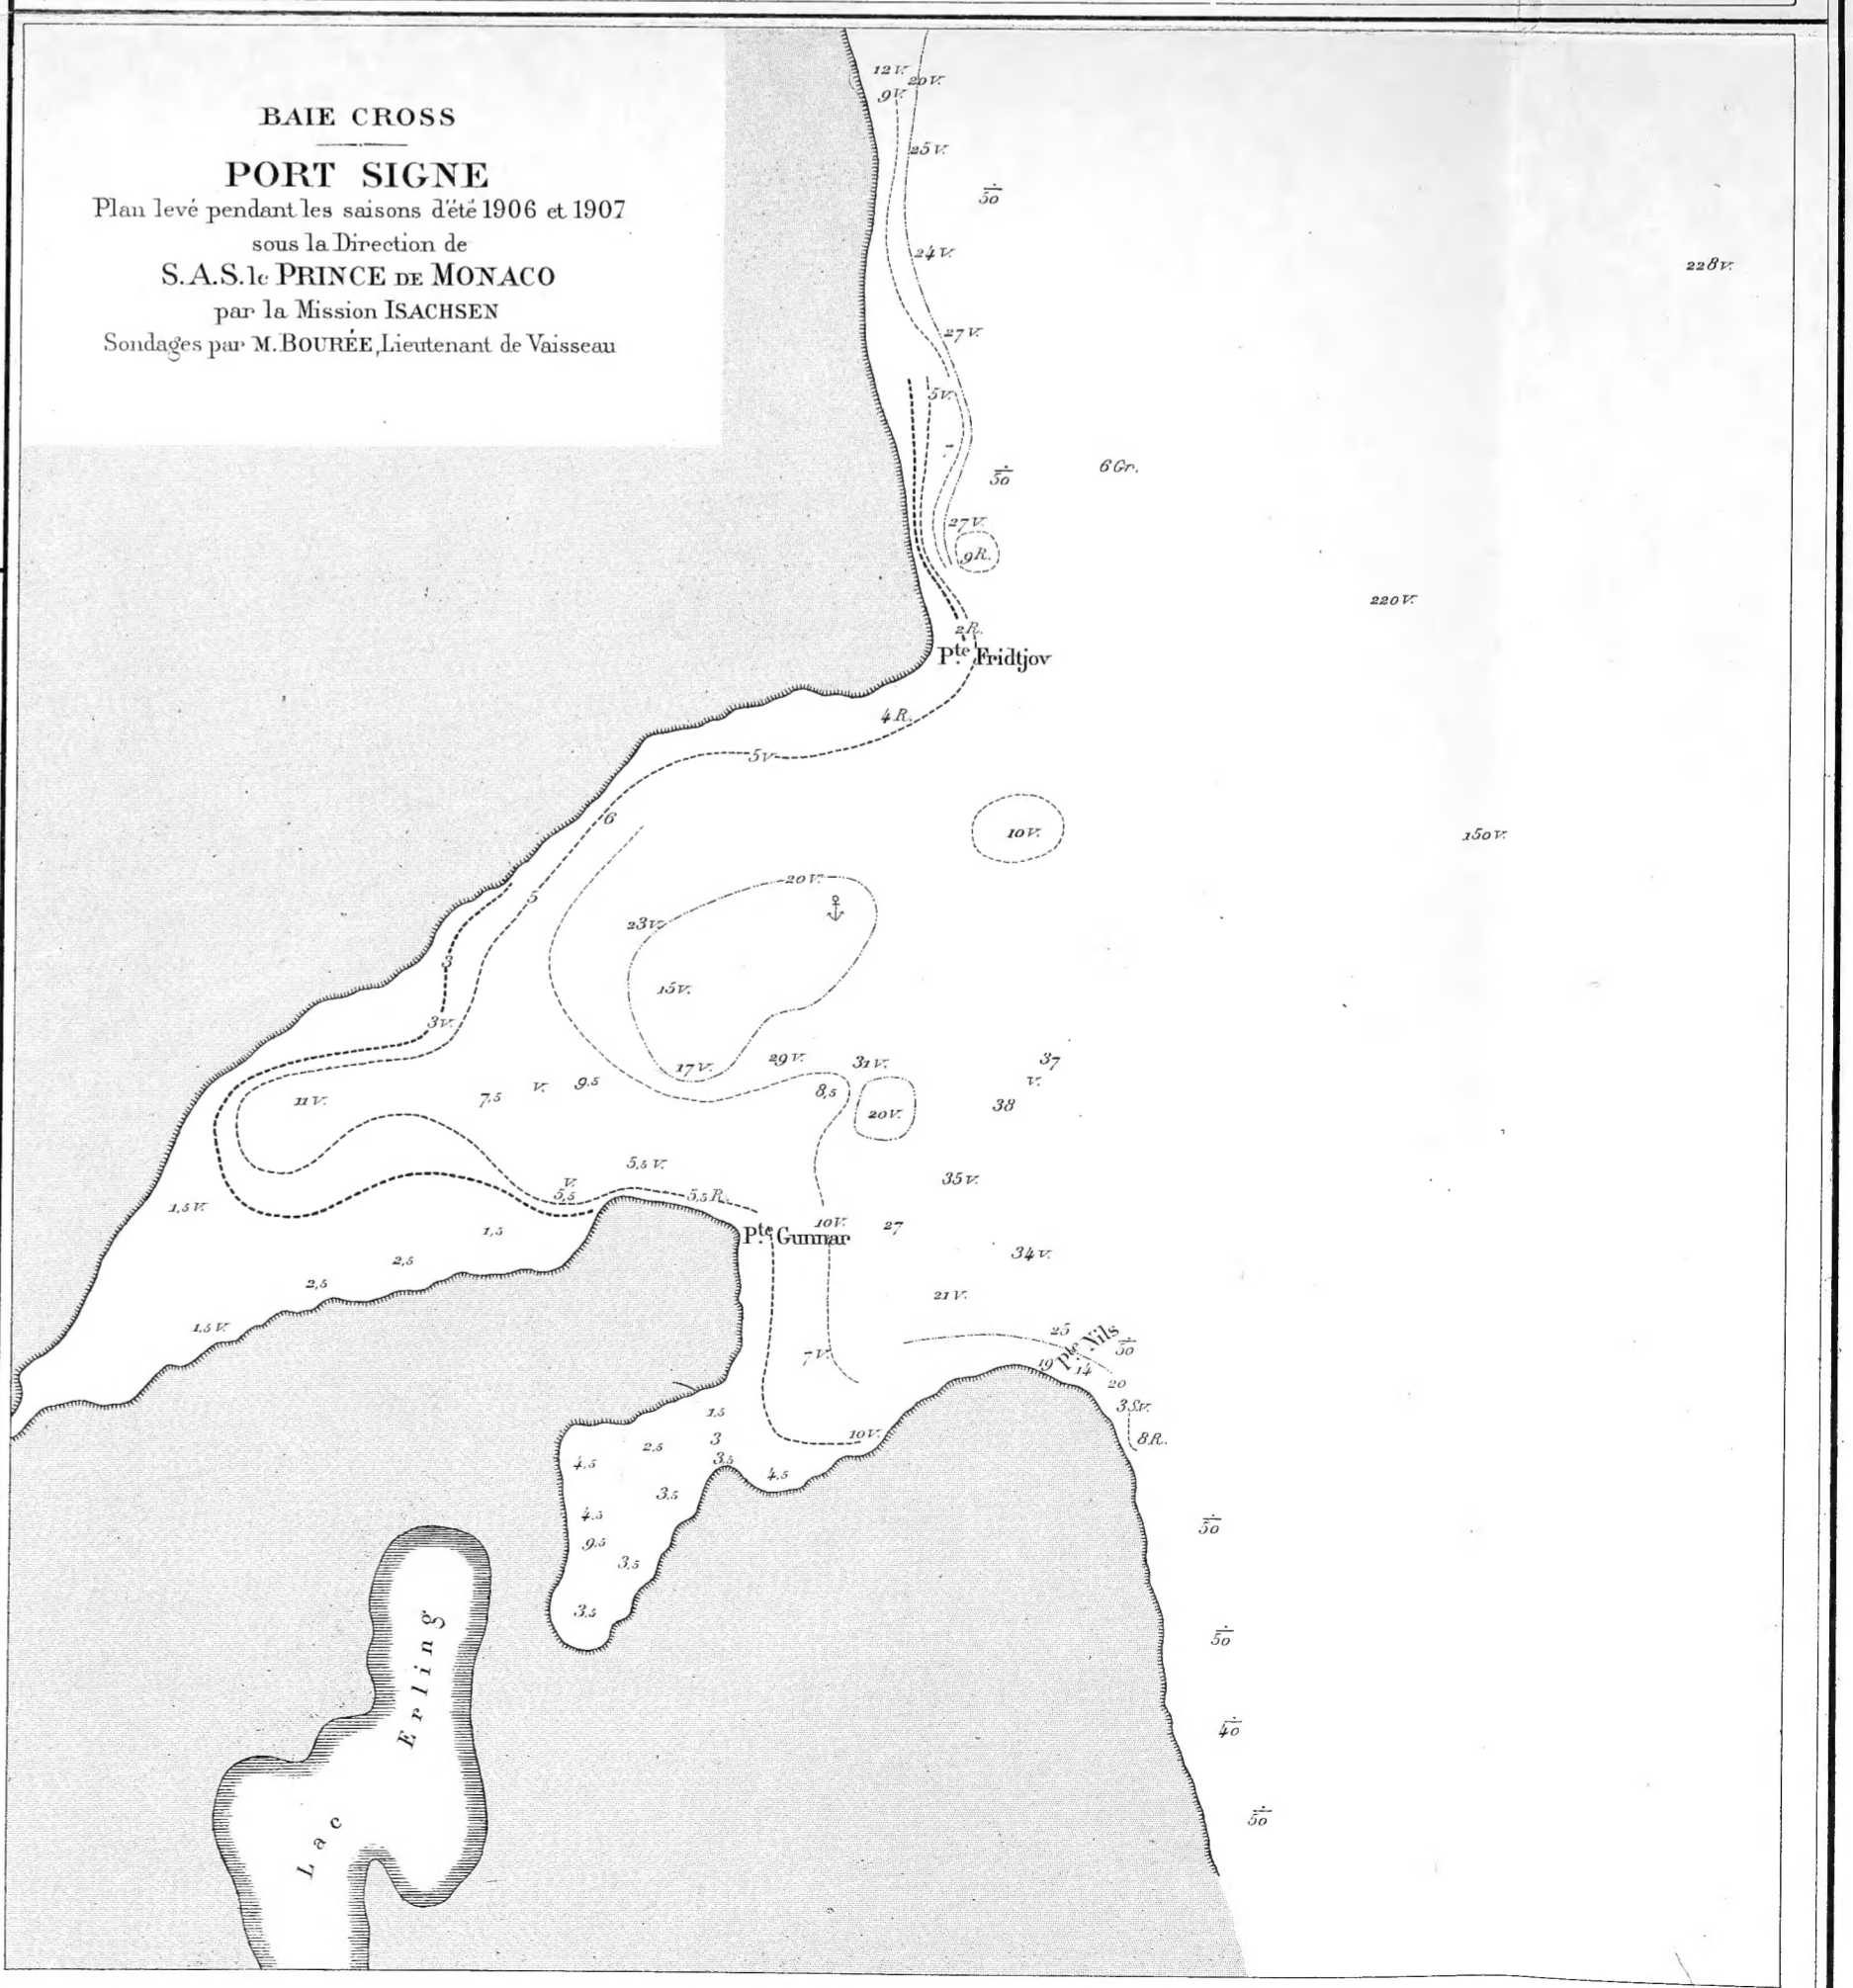 BAIE CROSS
PORT SIGNE
Plan levé pendant les saisons d'été 1906 et 1907
sous la Direction de
S.A.S. le PRINCE DE MONACO
par la Mission ISACHSEN
Sondages par M. BOURÉE, Lieutenant de Vaisseau
12 V.
20 V.
9 V.
25 V.
50
24 V.
228 V.
27 V.
5 V.
7
50
6 Gr.
27 V.
9 R.
220 V.
2 R.
Pte Fridtjov
4 R.
5 V
6
10 V.
150 V.
20 V.
5
23 V.
3
15 V.
3 V.
17 V.
29 V.
31 V.
37
V.
38
11 V.
7,5
V.
9,5
8,5
20 V.
5,5 V.
35 V.
V.
5,5
5,5 R.
1,5 V.
1,5
10 V.
27
Pte Gunnar
34 V.
2,5
2,5
21 V.
1,5 V.
25
Pte Nils
50
7 V.
19
14
20
3 S.v.
8 R.
1,5
3
2,5
10 V.
3,5
4,5
4,5
3,5
4,5
9,5
3,5
50
3,5
50
40
50
Lac Erling